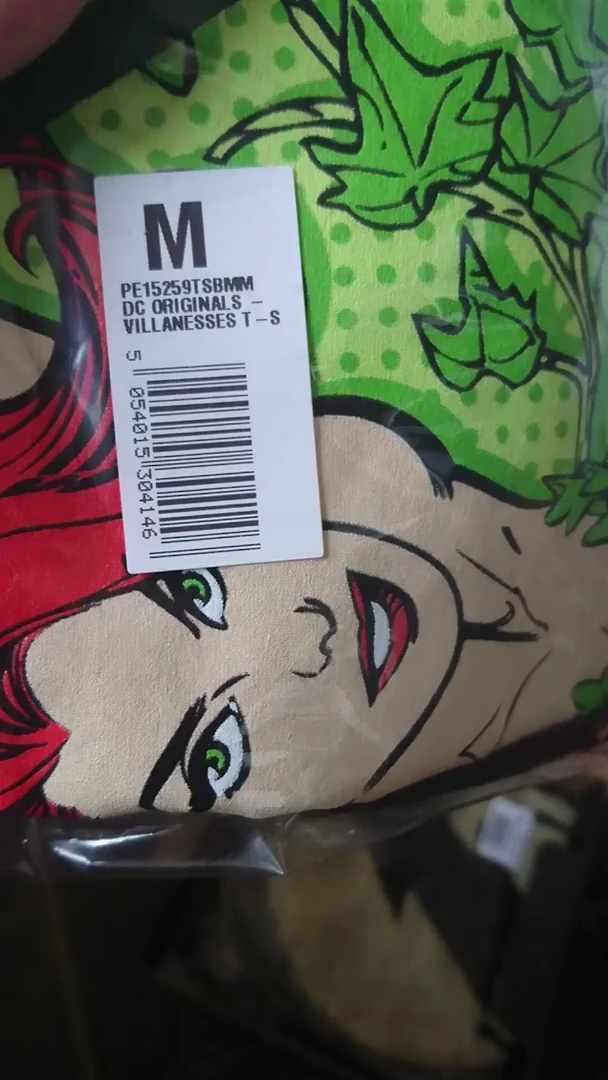 M
PE15259TSBMM
DC ORIGINALS -
VILLANESSES T-S
5 054015 304146